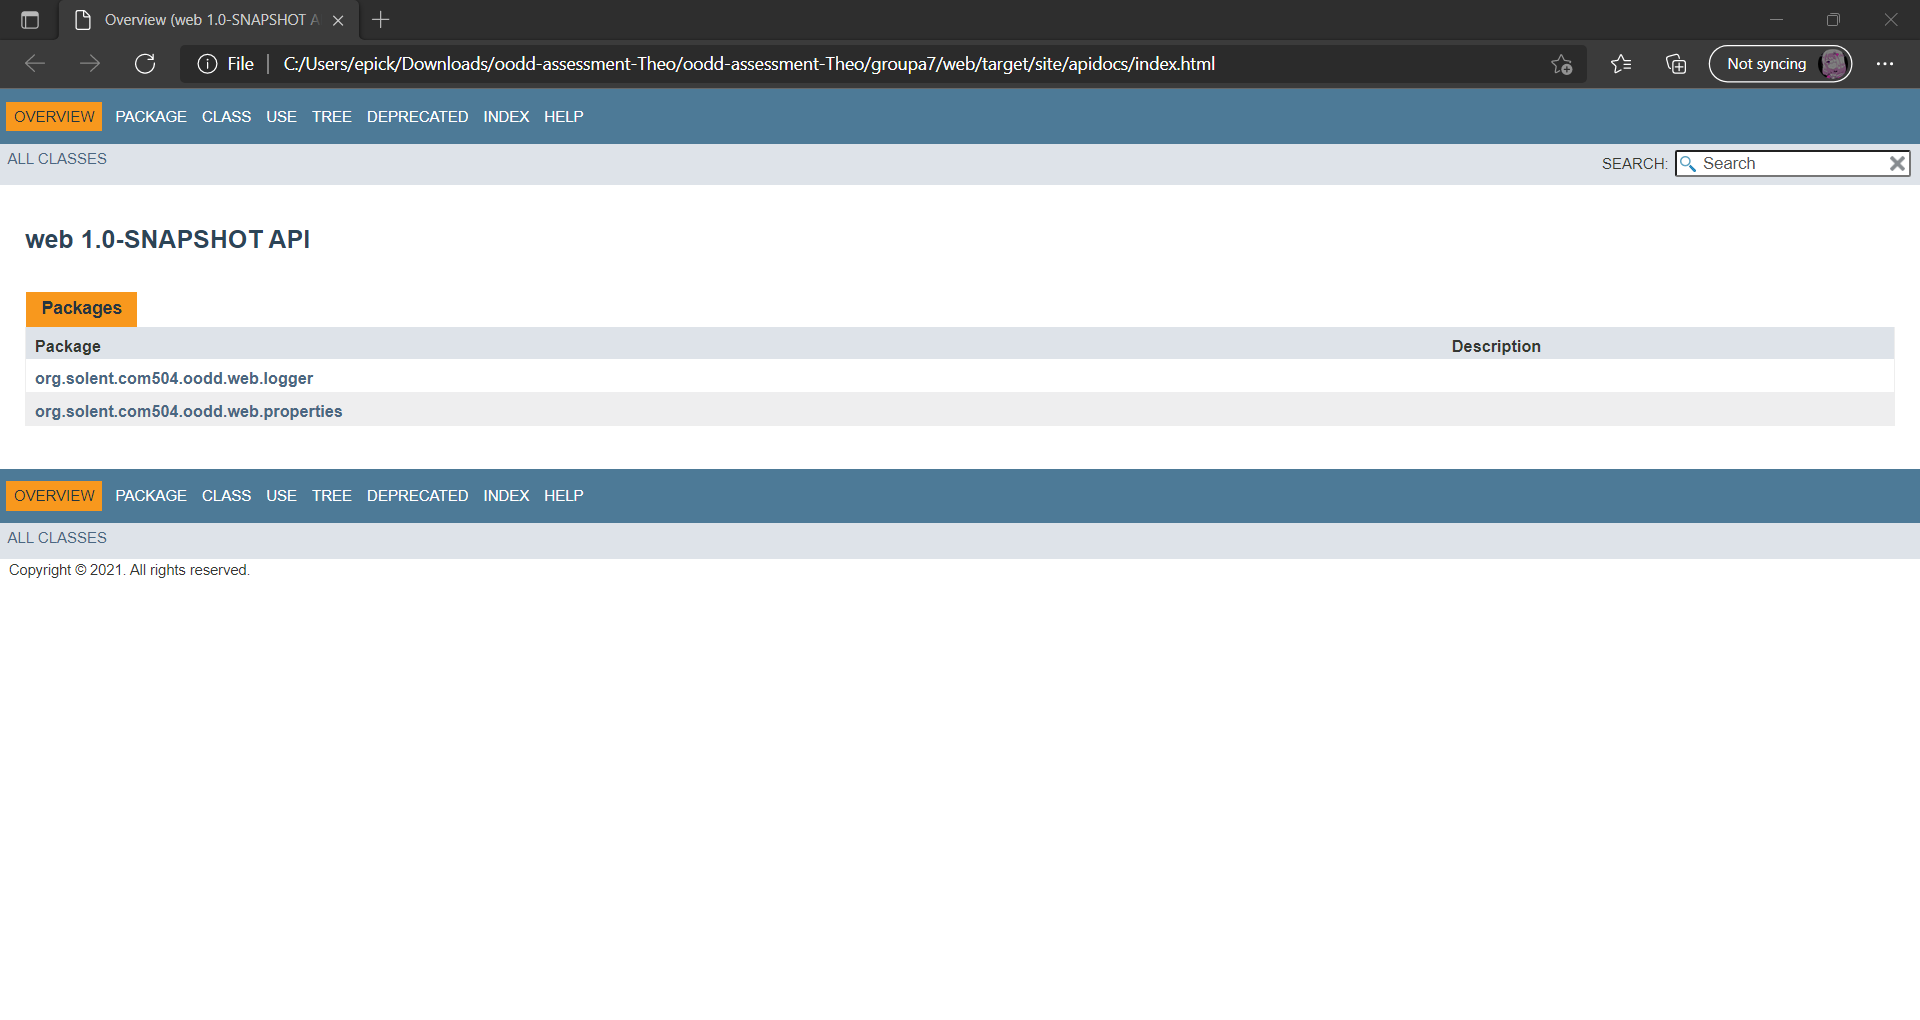 Overview (web 1.0-SNAPSHOT A
File
C:/Users/epick/Downloads/oodd-assessment-Theo/oodd-assessment-Theo/groupa7/web/target/site/apidocs/index.html
Not syncing
OVERVIEW PACKAGE CLASS USE TREE DEPRECATED INDEX HELP
ALL CLASSES
SEARCH: Search
web 1.0-SNAPSHOT API
Packages
Package Description
org.solent.com504.oodd.web.logger
org.solent.com504.oodd.web.properties
OVERVIEW PACKAGE CLASS USE TREE DEPRECATED INDEX HELP
ALL CLASSES
Copyright © 2021. All rights reserved.